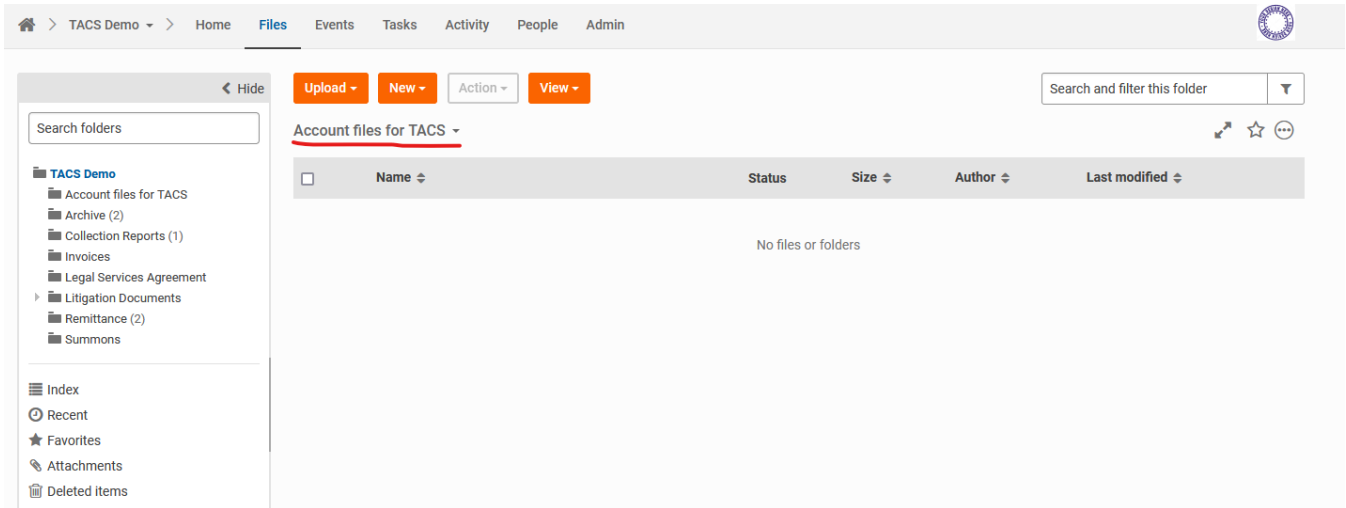 TACS Demo Home Files Events Tasks Activity People Admin
Hide
Search folders
TACS Demo
Account files for TACS
Archive (2)
Collection Reports (1)
Invoices
Legal Services Agreement
Litigation Documents
Remittance (2)
Summons
Index
Recent
Favorites
Attachments
Deleted items
Upload New Action View
Search and filter this folder
Account files for TACS
Name Status Size Author Last modified
No files or folders